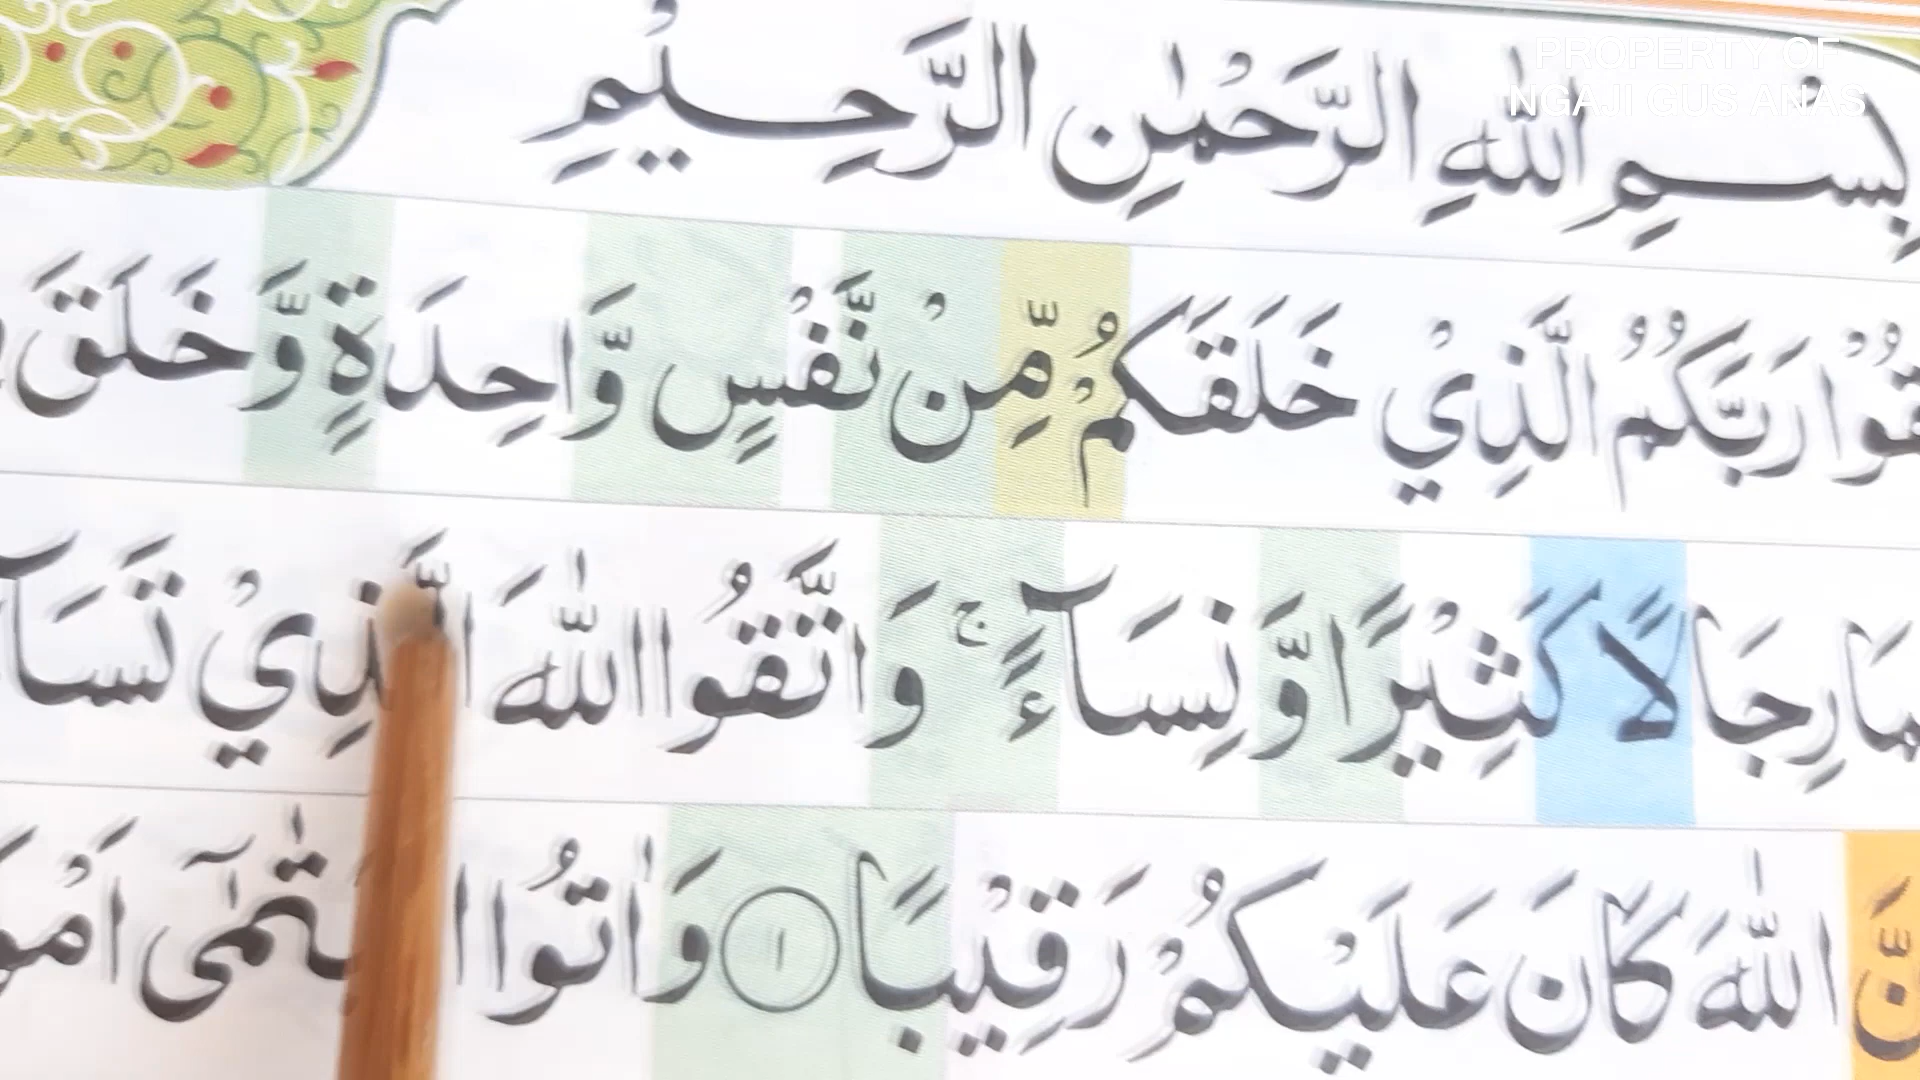 PROPERTY OF
NGAJI GUS ANAS
بِسْمِ اللّٰهِ الرَّحْمٰنِ الرَّحِيْمِ
رَبَّكُمُ الَّذِيْ خَلَقَكُمْ مِّنْ نَّفْسٍ وَّاحِدَةٍ وَّخَلَقَ
رِجَالًا كَثِيْرًا وَّنِسَآءً ۚ وَاتَّقُوا اللّٰهَ الَّذِيْ
اللّٰهَ كَانَ عَلَيْكُمْ رَقِيْبًا ١ وَاٰتُوا